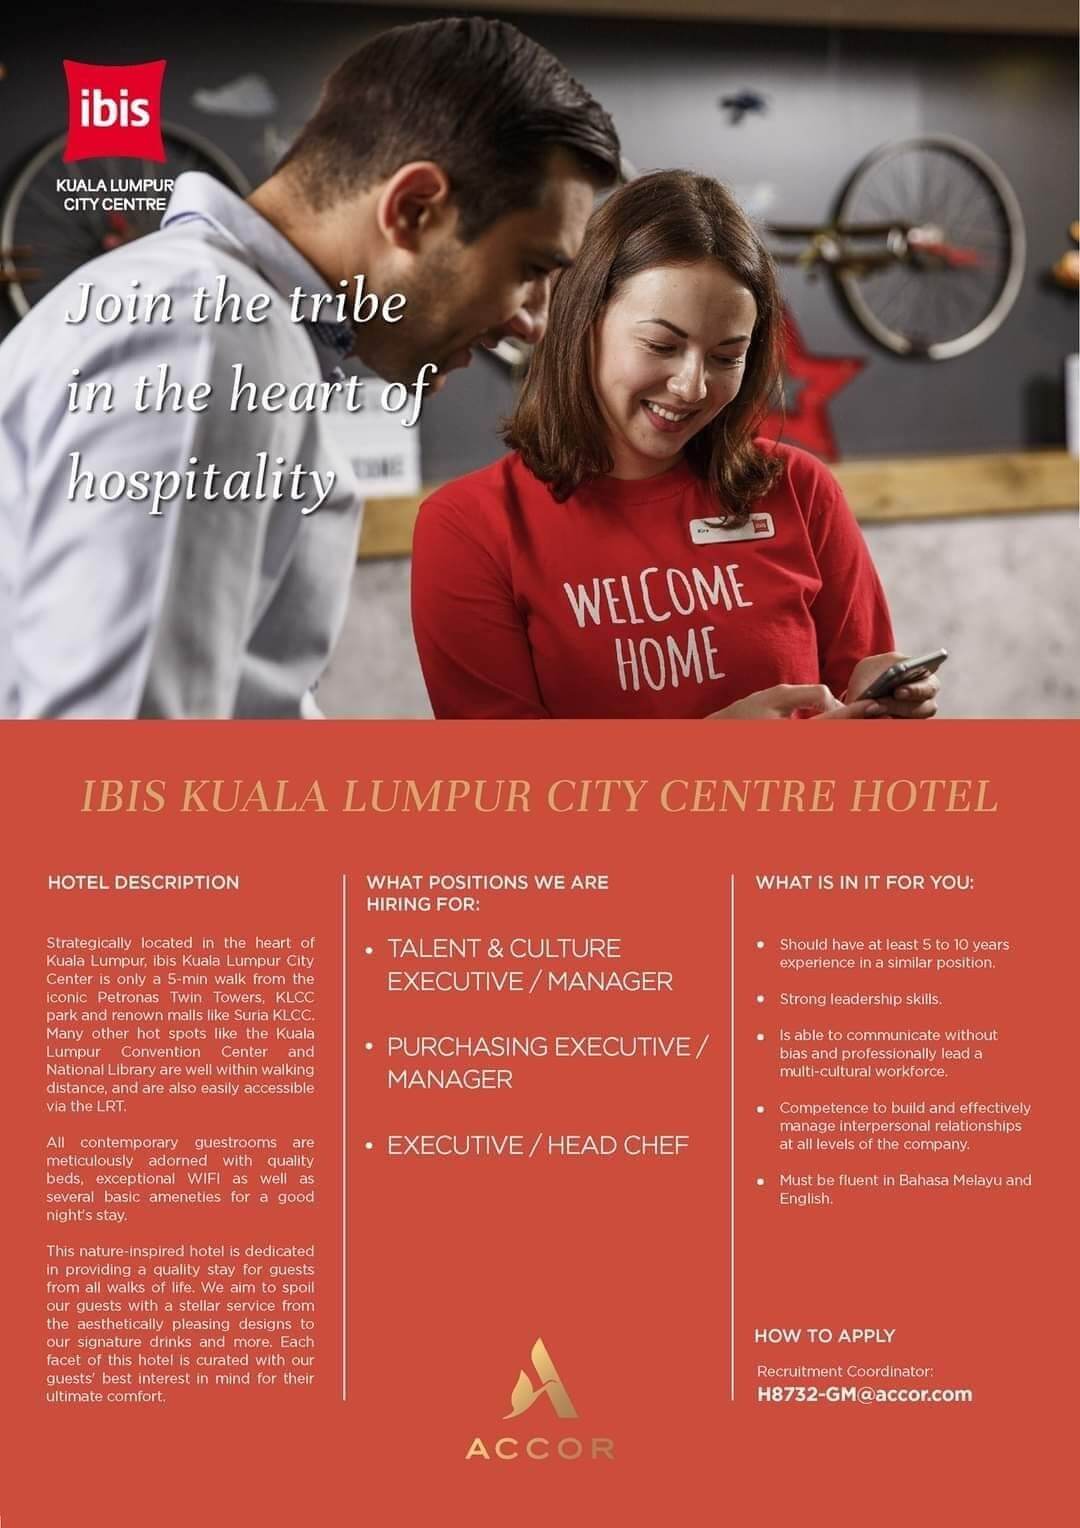 ibis
KUALA LUMPUR
CITY CENTRE
Join the tribe
in the heart of
hospitality
WELCOME
HOME
IBIS KUALA LUMPUR CITY CENTRE HOTEL
HOTEL DESCRIPTION
Strategically located in the heart of
Kuala Lumpur, ibis Kuala Lumpur City
Center is only a 5-min walk from the
iconic Petronas Twin Towers, KLCC
park and renown malls like Suria KLCC.
Many other hot spots like the Kuala
Lumpur Convention Center and
National Library are well within walking
distance, and are also easily accessible
via the LRT.
All contemporary guestrooms are
meticulously adorned with quality
beds, exceptional WIFI as well as
several basic ameneties for a good
night's stay.
This nature-inspired hotel is dedicated
in providing a quality stay for guests
from all walks of life. We aim to spoil
our guests with a stellar service from
the aesthetically pleasing designs to
our signature drinks and more. Each
facet of this hotel is curated with our
guests' best interest in mind for their
ultimate comfort.
WHAT POSITIONS WE ARE
HIRING FOR:
• TALENT & CULTURE
EXECUTIVE / MANAGER
• PURCHASING EXECUTIVE /
MANAGER
• EXECUTIVE / HEAD CHEF
ACCOR
WHAT IS IN IT FOR YOU:
• Should have at least 5 to 10 years
experience in a similar position.
• Strong leadership skills.
• Is able to communicate without
bias and professionally lead a
multi-cultural workforce.
• Competence to build and effectively
manage interpersonal relationships
at all levels of the company.
• Must be fluent in Bahasa Melayu and
English.
HOW TO APPLY
Recruitment Coordinator:
H8732-GM@accor.com